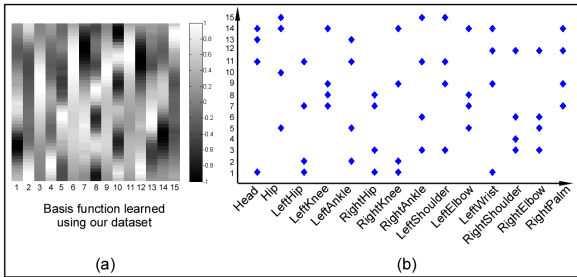 1
0.8
0.6
0.4
0.2
0
-0.2
-0.4
-0.6
-0.8
-1
1 2 3 4 5 6 7 8 9 10 11 12 13 14 15
Basis function learned
using our dataset
(a)
(b)
15
14
13
12
11
10
9
8
7
6
5
4
3
2
1
Head
Hip
LeftHip
LeftKnee
LeftAnkle
RightHip
RightKnee
RightAnkle
LeftShoulder
LeftElbow
LeftWrist
RightShoulder
RightElbow
RightPalm